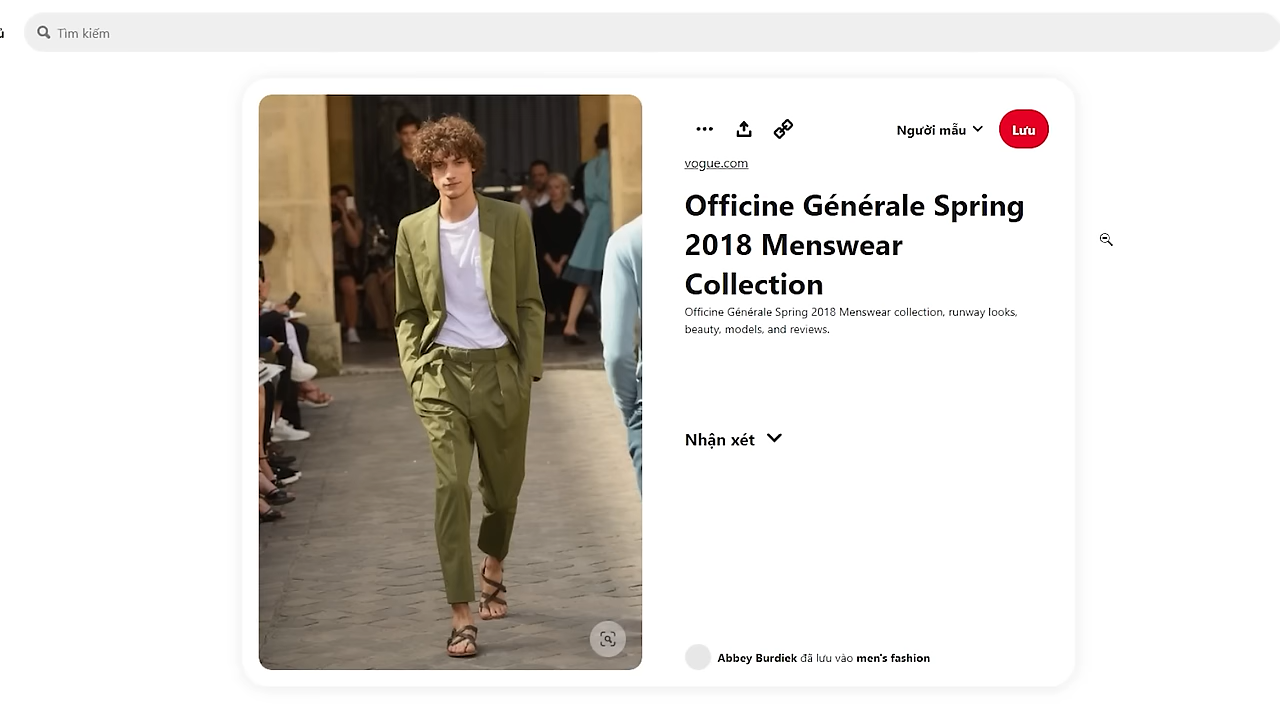 Tìm kiếm
Người mẫu
Lưu
vogue.com
Officine Générale Spring
2018 Menswear
Collection
Officine Générale Spring 2018 Menswear collection, runway looks,
beauty, models, and reviews.
Nhận xét
Abbey Burdiek đã lưu vào men's fashion